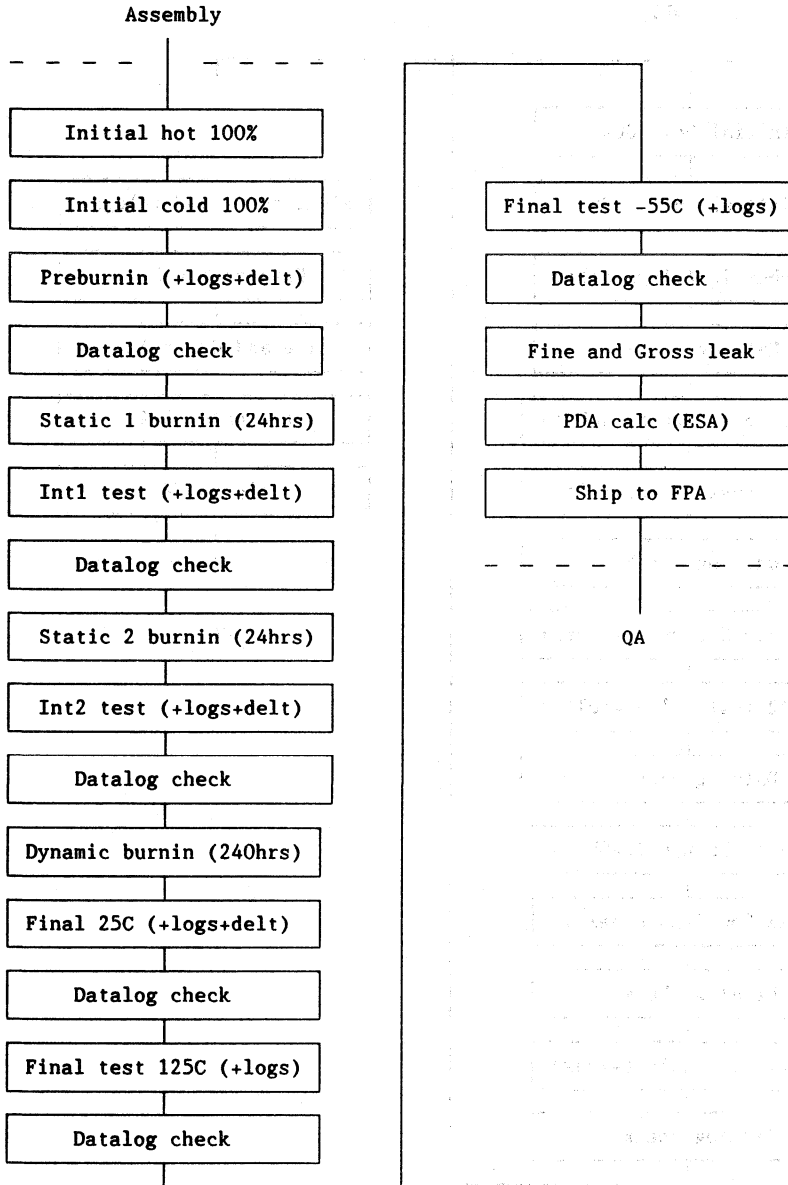 Assembly
Initial hot 100%
Initial cold 100%
Preburnin (+logs+delt)
Datalog check
Static 1 burnin (24hrs)
Int1 test (+logs+delt)
Datalog check
Static 2 burnin (24hrs)
Int2 test (+logs+delt)
Datalog check
Dynamic burnin (240hrs)
Final 25C (+logs+delt)
Datalog check
Final test 125C (+logs)
Datalog check
Final test -55C (+logs)
Datalog check
Fine and Gross leak
PDA calc (ESA)
Ship to FPA
QA